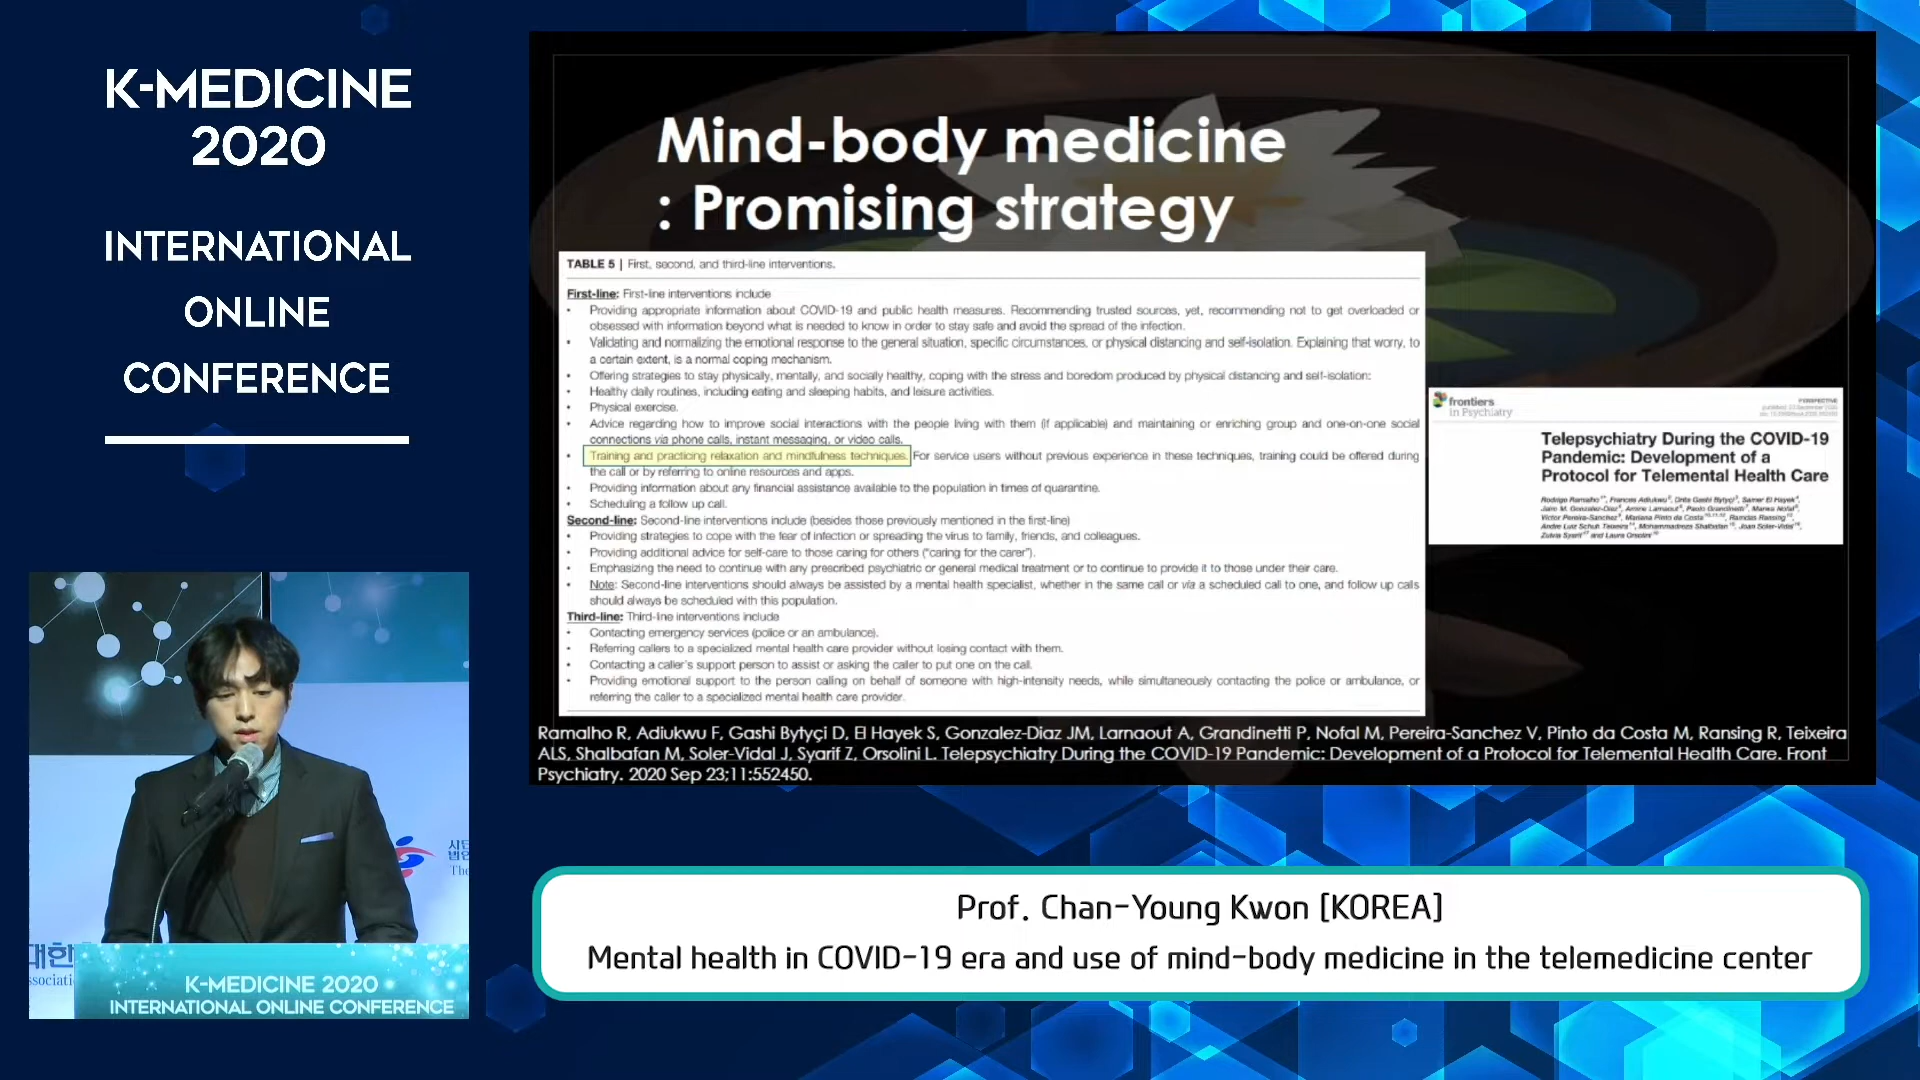 K-MEDICINE
2020
INTERNATIONAL
ONLINE
CONFERENCE
Mind-body medicine
: Promising strategy
TABLE 5 | First, second, and third-line interventions.
First-line: First-line interventions include
• Providing appropriate information about COVID-19 and public health measures. Recommending trusted sources, yet, recommending not to get overloaded or
obsessed with information beyond what is needed to know in order to stay safe and avoid the spread of the infection.
• Validating and normalizing the emotional response to the general situation, specific circumstances, or physical distancing and self-isolation. Explaining that worry, to
a certain extent, is a normal coping mechanism.
• Offering strategies to stay physically, mentally, and socially healthy, coping with the stress and boredom produced by physical distancing and self-isolation:
• Healthy daily routines, including eating and sleeping habits, and leisure activities.
• Physical exercise.
• Advice regarding how to improve social interactions with the people living with them (if applicable) and maintaining or enriching group and one-on-one social
connections via phone calls, instant messaging, or video calls.
• Training and practicing relaxation and mindfulness techniques. For service users without previous experience in these techniques, training could be offered during
the call or by referring to online resources and apps.
• Providing information about any financial assistance available to the population in times of quarantine.
• Scheduling a follow up call.
Second-line: Second-line interventions include (besides those previously mentioned in the first-line)
• Providing strategies to cope with the fear of infection or spreading the virus to family, friends, and colleagues.
• Providing additional advice for self-care to those caring for others ("caring for the carer").
• Emphasizing the need to continue with any prescribed psychiatric or general medical treatment or to continue to provide it to those under their care.
• Note: Second-line interventions should always be assisted by a mental health specialist, whether in the same call or via a scheduled call to one, and follow up calls
should always be scheduled with this population.
Third-line: Third-line interventions include
• Contacting emergency services (police or an ambulance).
• Referring callers to a specialized mental health care provider without losing contact with them.
• Contacting a caller's support person to assist or asking the caller to put one on the call.
• Providing emotional support to the person calling on behalf of someone with high-intensity needs, while simultaneously contacting the police or ambulance, or
referring the caller to a specialized mental health care provider.
frontiers
in Psychiatry
PERSPECTIVE
Telepsychiatry During the COVID-19
Pandemic: Development of a
Protocol for Telemental Health Care
Ramalho R, Adiukwu F, Gashi Bytyçi D, El Hayek S, Gonzalez-Diaz JM, Larnaout A, Grandinetti P, Nofal M, Pereira-Sanchez V, Pinto da Costa M, Ransing R, Teixeira
ALS, Shalbafan M, Soler-Vidal J, Syarif Z, Orsolini L. Telepsychiatry During the COVID-19 Pandemic: Development of a Protocol for Telemental Health Care. Front
Psychiatry. 2020 Sep 23;11:552450.
대한
K-MEDICINE 2020
INTERNATIONAL ONLINE CONFERENCE
Prof. Chan-Young Kwon [KOREA]
Mental health in COVID-19 era and use of mind-body medicine in the telemedicine center